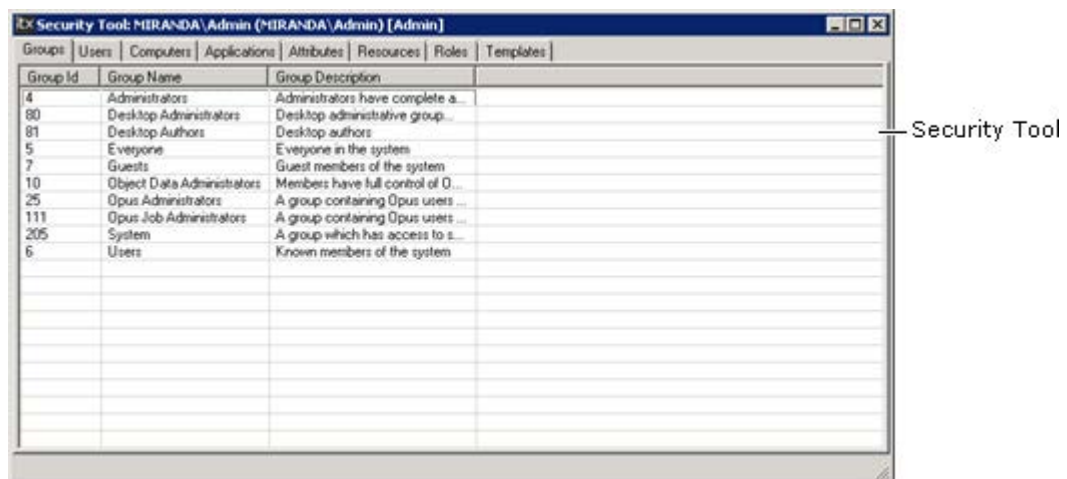 Security Tool: MIRANDA\Admin (MIRANDA\Admin) [Admin]
Groups Users Computers Applications Attributes Resources Roles Templates
Group Id Group Name Group Description
4 Administrators Administrators have complete a...
80 Desktop Administrators Desktop administrative group...
81 Desktop Authors Desktop authors
5 Everyone Everyone in the system
7 Guests Guest members of the system
10 Object Data Administrators Members have full control of O...
25 Opus Administrators A group containing Opus users ...
111 Opus Job Administrators A group containing Opus users ...
205 System A group which has access to s...
6 Users Known members of the system
Security Tool